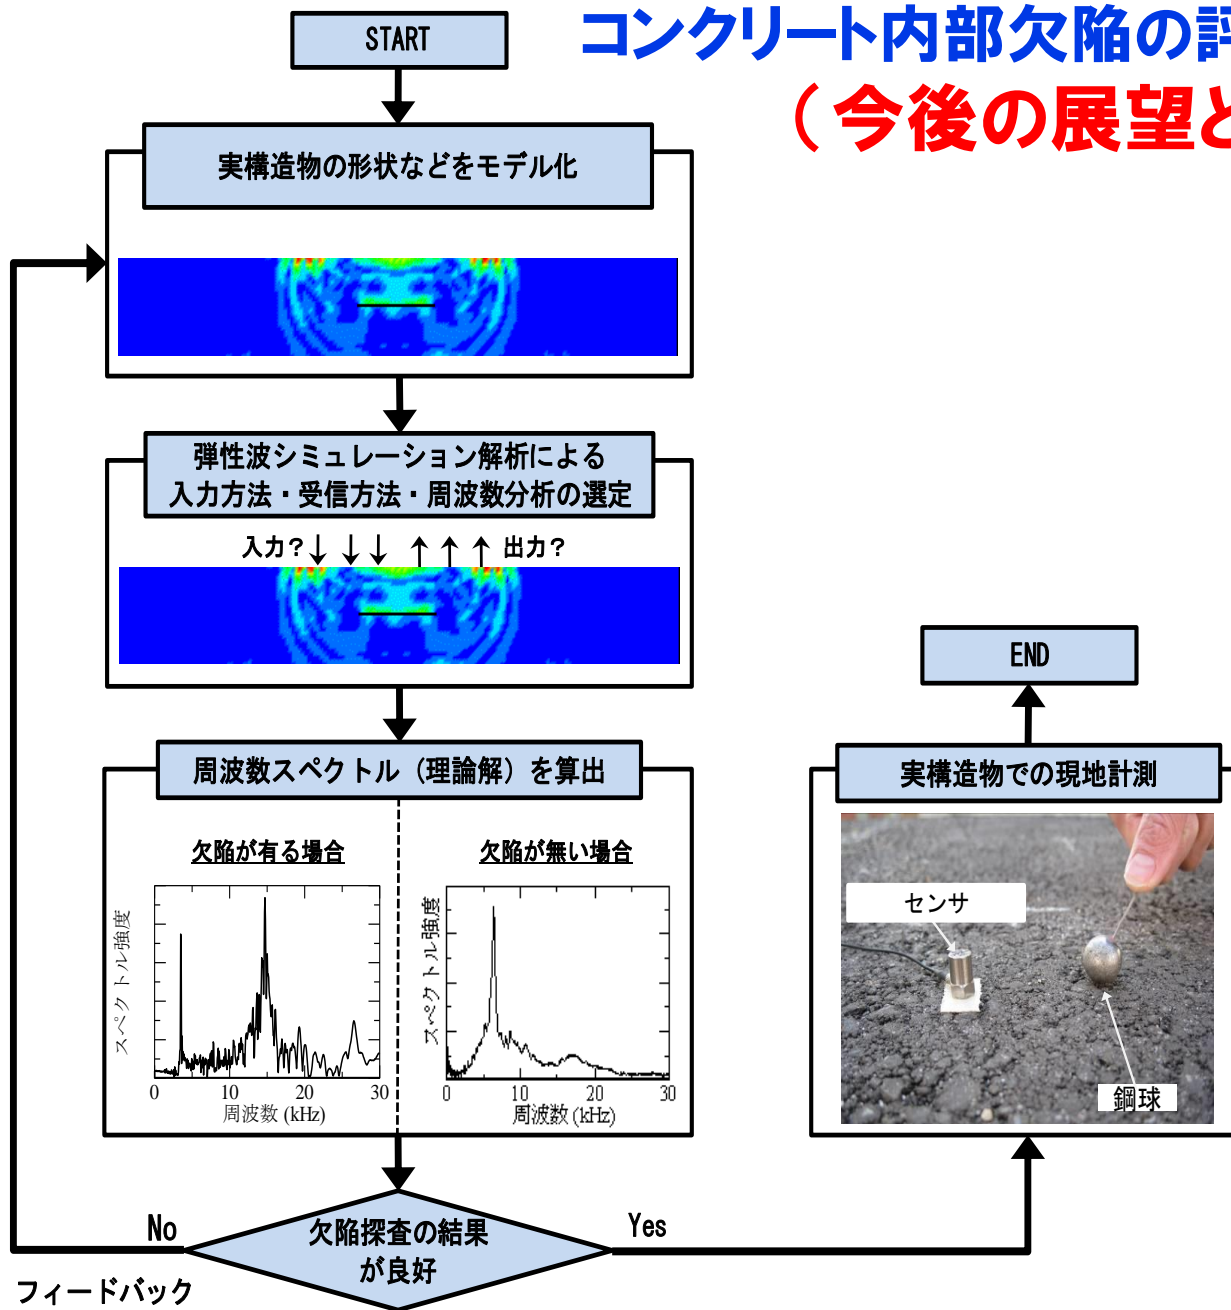 コンクリート内部欠陥の評
（今後の展望と
START
実構造物の形状などをモデル化
弾性波シミュレーション解析による
入力方法・受信方法・周波数分析の選定
入力？
出力？
周波数スペクトル（理論解）を算出
欠陥が有る場合
欠陥が無い場合
スペクトル強度
0
10
20
30
周波数 (kHz)
スペクトル強度
0
10
20
30
周波数 (kHz)
欠陥探査の結果
が良好
No
Yes
フィードバック
END
実構造物での現地計測
センサ
鋼球